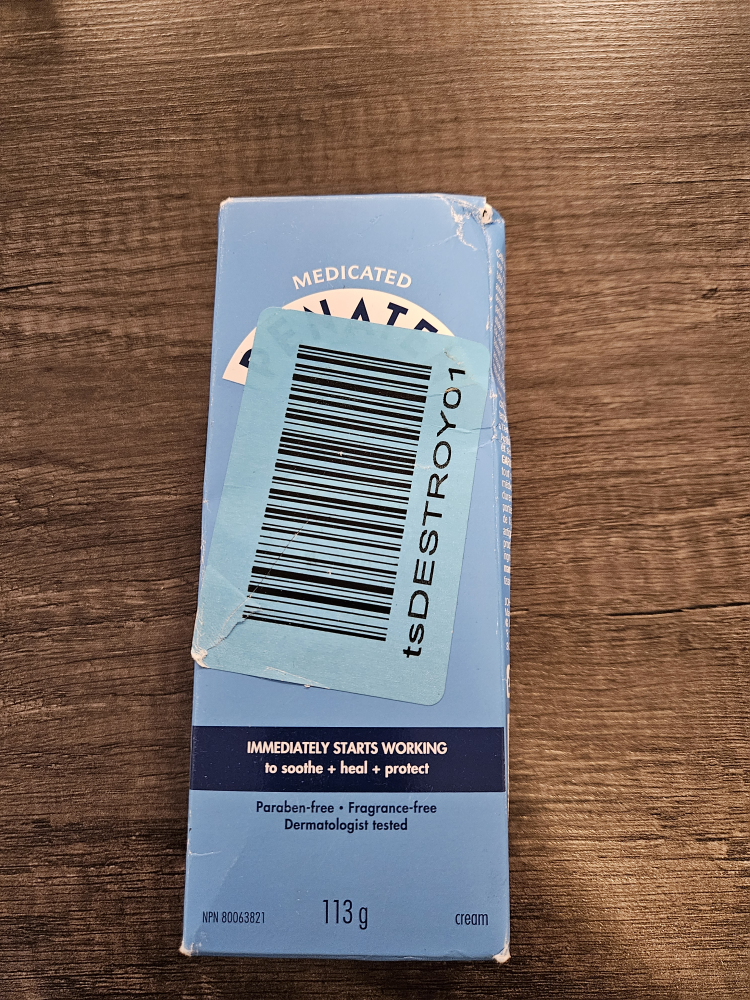 MEDICATED
tsDESTROY01
IMMEDIATELY STARTS WORKING
to soothe + heal + protect
Paraben-free • Fragrance-free
Dermatologist tested
NPN 80063821
113 g
cream